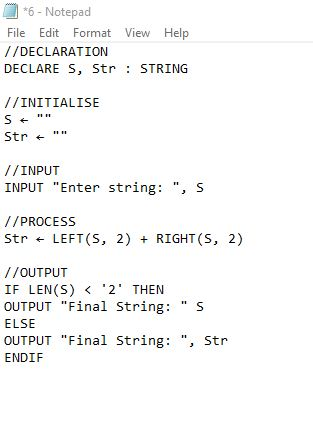 *6 - Notepad
File Edit Format View Help
//DECLARATION
DECLARE S, Str : STRING
//INITIALISE
S ← ""
Str ← ""
//INPUT
INPUT "Enter string: ", S
//PROCESS
Str ← LEFT(S, 2) + RIGHT(S, 2)
//OUTPUT
IF LEN(S) < '2' THEN
OUTPUT "Final String: " S
ELSE
OUTPUT "Final String: ", Str
ENDIF